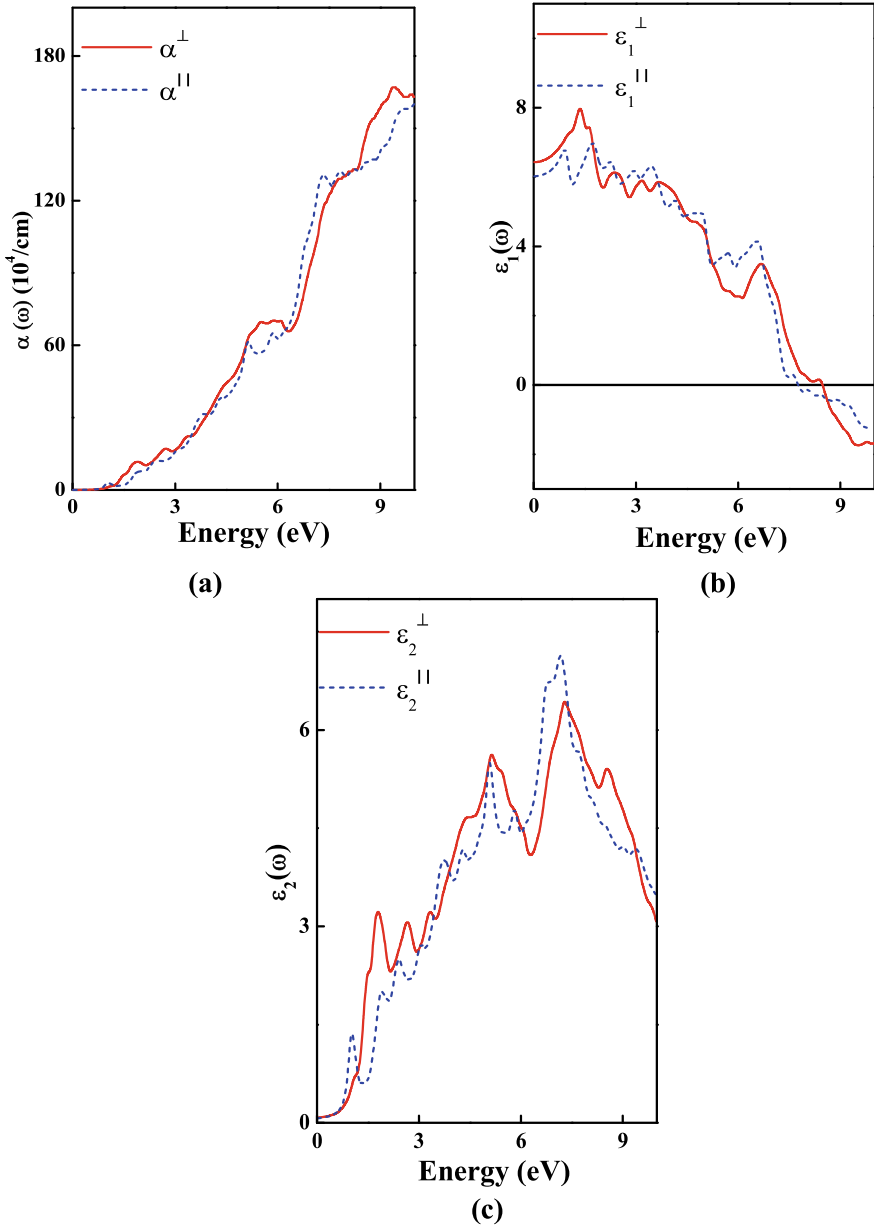 α⊥
α||
180
120
60
0
α (ω) (10⁴/cm)
0 3 6 9
Energy (eV)
(a)
ε₁⊥
ε₁||
8
4
0
ε₁(ω)
0 3 6 9
Energy (eV)
(b)
ε₂⊥
ε₂||
6
3
0
ε₂(ω)
0 3 6 9
Energy (eV)
(c)